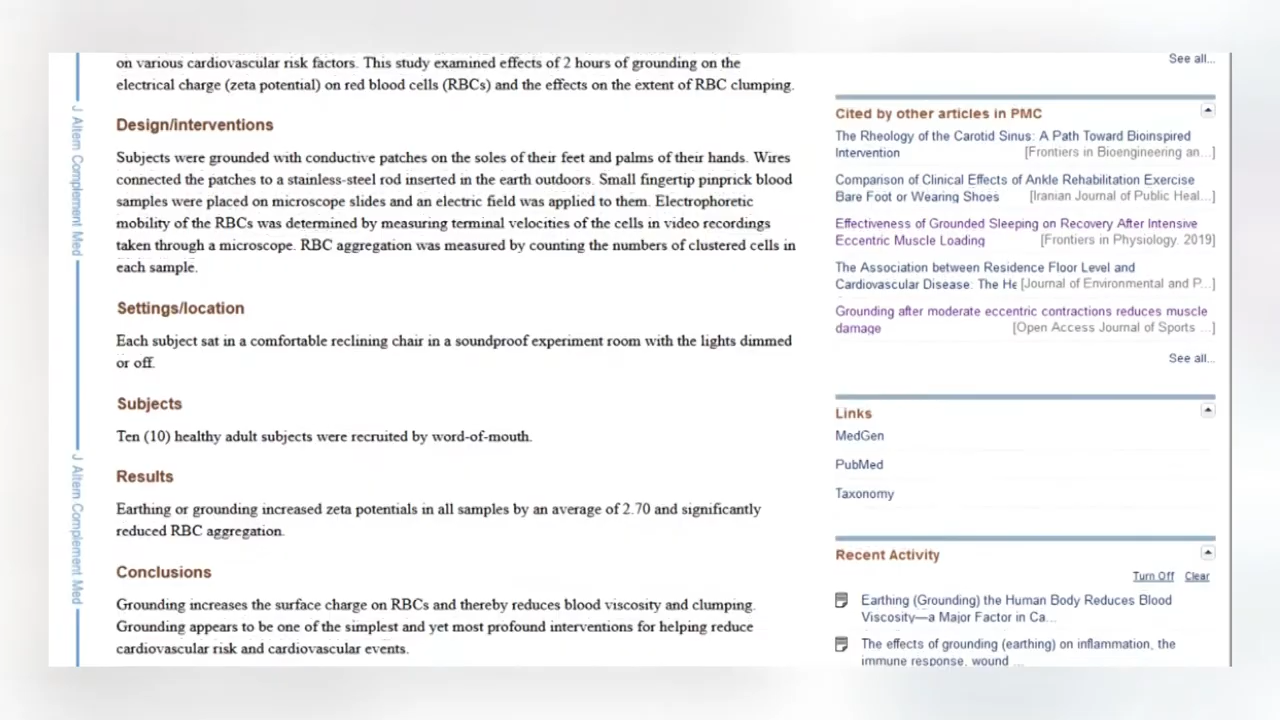 on various cardiovascular risk factors. This study examined effects of 2 hours of grounding on the
electrical charge (zeta potential) on red blood cells (RBCs) and the effects on the extent of RBC clumping.
Design/interventions
Subjects were grounded with conductive patches on the soles of their feet and palms of their hands. Wires
connected the patches to a stainless-steel rod inserted in the earth outdoors. Small fingertip pinprick blood
samples were placed on microscope slides and an electric field was applied to them. Electrophoretic
mobility of the RBCs was determined by measuring terminal velocities of the cells in video recordings
taken through a microscope. RBC aggregation was measured by counting the numbers of clustered cells in
each sample.
Settings/location
Each subject sat in a comfortable reclining chair in a soundproof experiment room with the lights dimmed
or off.
Subjects
Ten (10) healthy adult subjects were recruited by word-of-mouth.
Results
Earthing or grounding increased zeta potentials in all samples by an average of 2.70 and significantly
reduced RBC aggregation.
Conclusions
Grounding increases the surface charge on RBCs and thereby reduces blood viscosity and clumping.
Grounding appears to be one of the simplest and yet most profound interventions for helping reduce
cardiovascular risk and cardiovascular events.
J Altern Complement Med
J Altern Complement Med
See all...
Cited by other articles in PMC
The Rheology of the Carotid Sinus: A Path Toward Bioinspired
Intervention [Frontiers in Bioengineering an...]
Comparison of Clinical Effects of Ankle Rehabilitation Exercise
Bare Foot or Wearing Shoes [Iranian Journal of Public Heal...]
Effectiveness of Grounded Sleeping on Recovery After Intensive
Eccentric Muscle Loading [Frontiers in Physiology. 2019]
The Association between Residence Floor Level and
Cardiovascular Disease: The He [Journal of Environmental and P...]
Grounding after moderate eccentric contractions reduces muscle
damage [Open Access Journal of Sports ...]
See all...
Links
MedGen
PubMed
Taxonomy
Recent Activity
Turn Off Clear
Earthing (Grounding) the Human Body Reduces Blood
Viscosity—a Major Factor in Ca...
The effects of grounding (earthing) on inflammation, the
immune response, wound ...